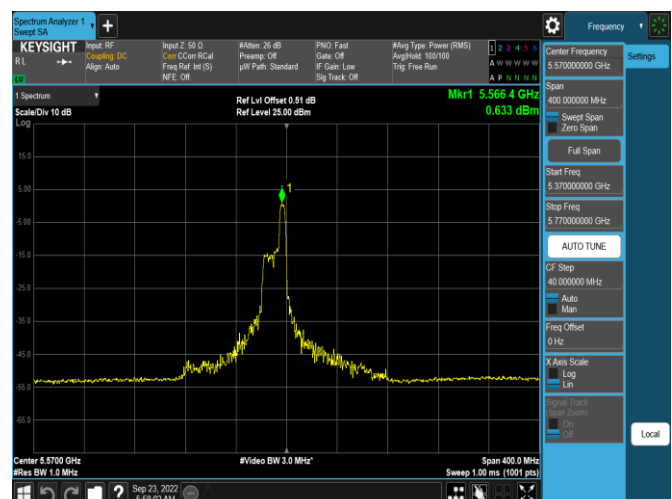 Spectrum Analyzer 1
Swept SA
Frequency
KEYSIGHT
RL
Input: RF
Coupling: DC
Align: Auto
Input Z: 50 Ω
Corr CCorr RCal
Freq Ref: Int (S)
NFE: Off
#Atten: 26 dB
Preamp: Off
µW Path: Standard
PNO: Fast
Gate: Off
IF Gain: Low
Sig Track: Off
#Avg Type: Power (RMS)
Avg|Hold: 100/100
Trig: Free Run
1 2 3 4 5 6
A W W W W W
A P N N N N
1 Spectrum
Scale/Div 10 dB
Log
Ref Lvl Offset 0.51 dB
Ref Level 25.00 dBm
Mkr1 5.566 4 GHz
0.633 dBm
15.0
5.00
-5.00
-15.0
-25.0
-35.0
-45.0
-55.0
-65.0
1
Center 5.5700 GHz
#Res BW 1.0 MHz
#Video BW 3.0 MHz*
Span 400.0 MHz
Sweep 1.00 ms (1001 pts)
Sep 23, 2022
Center Frequency
5.570000000 GHz
Span
400.000000 MHz
Swept Span
Zero Span
Full Span
Start Freq
5.370000000 GHz
Stop Freq
5.770000000 GHz
AUTO TUNE
CF Step
40.000000 MHz
Auto
Man
Freq Offset
0 Hz
X Axis Scale
Log
Lin
Signal Track
(Span Zoom)
On
Off
Settings
Local